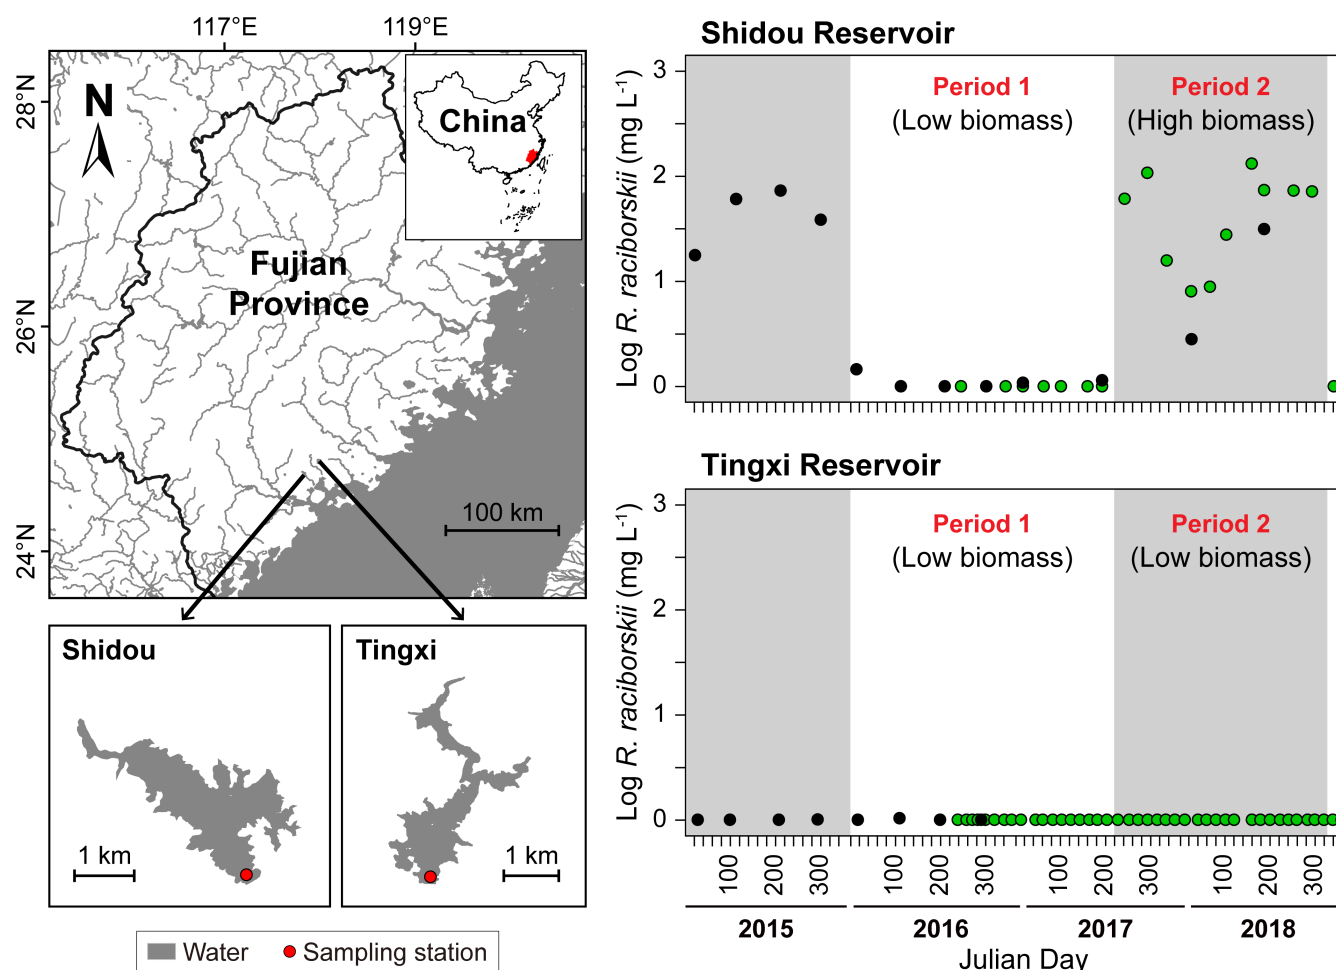 117°E 119°E
28°N
26°N
24°N
N
China
Fujian
Province
100 km
Shidou
1 km
Tingxi
1 km
Water
Sampling station
Shidou Reservoir
Log R. raciborskii (mg L-1)
3
2
1
0
Period 1
(Low biomass)
Period 2
(High biomass)
Tingxi Reservoir
Log R. raciborskii (mg L-1)
3
2
1
0
Period 1
(Low biomass)
Period 2
(Low biomass)
100 200 300 100 200 300 100 200 300 100 200 300
2015 2016 2017 2018
Julian Day